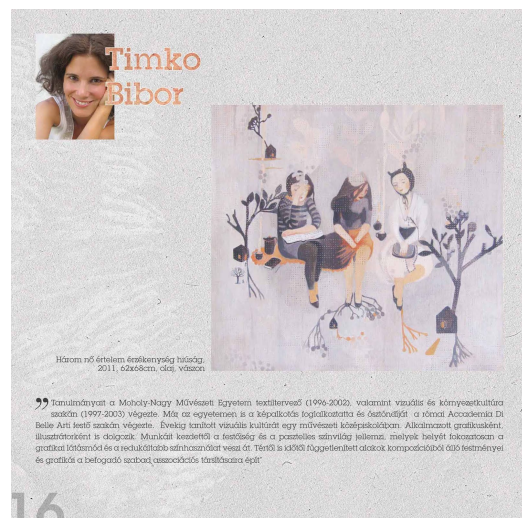 Timko
Bibor
Három nő értelem érzékenység hiúság,
2011, 62x68cm, olaj, vászon
” Tanulmányait a Moholy-Nagy Művészeti Egyetem textiltervező (1996-2002), valamint vizuális és környezetkultúra
szakán (1997-2003) végezte. Már az egyetemen is a képalkotás foglalkoztatta és ösztöndíját a római Accademia Di
Belle Arti festő szakán végezte. Évekig tanított vizuális kultúrát egy művészeti középiskolában. Alkalmazott grafikusként,
illusztrátorként is dolgozik. Munkáit kezdettől a festőiség és a pasztelles színvilág jellemzi, melyek helyét fokozatosan a
grafikai látásmód és a redukáltabb színhasználat veszi át. Tértől is időtől függetlenített alakok kompozícióiból álló festményei
és grafikái a befogadó szabad asszociációs társításaira épít"
16